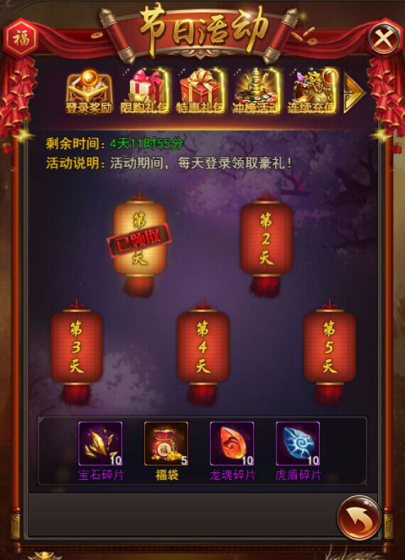 节日活动
福
登录奖励 限购礼包 特惠礼包 冲榜活动 连续充值
剩余时间：4天11时55分
活动说明：活动期间，每天登录领取豪礼！
第1天
已领取
第2天
第3天
第4天
第5天
10 5 10 10
宝石碎片 福袋 龙魂碎片 虎盾碎片